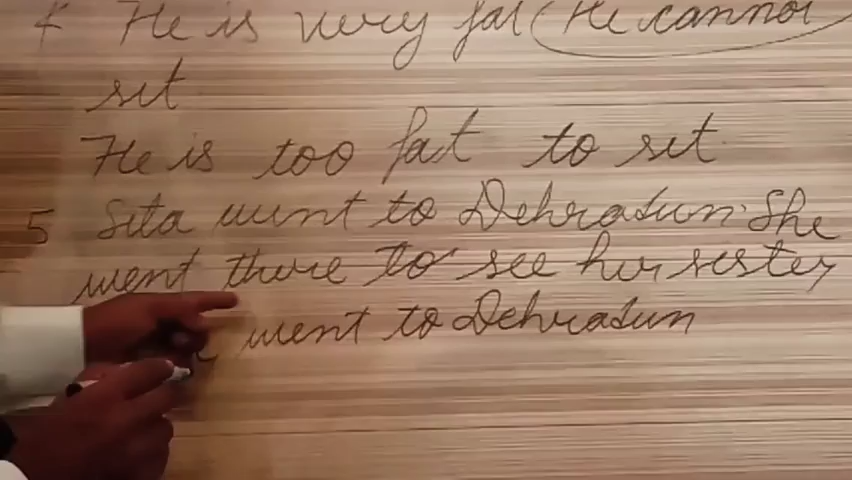 4 He is very fat (He cannot
sit
He is too fat to sit
5 Sita went to Dehradun. She
went there to see her sister
went to Dehradun